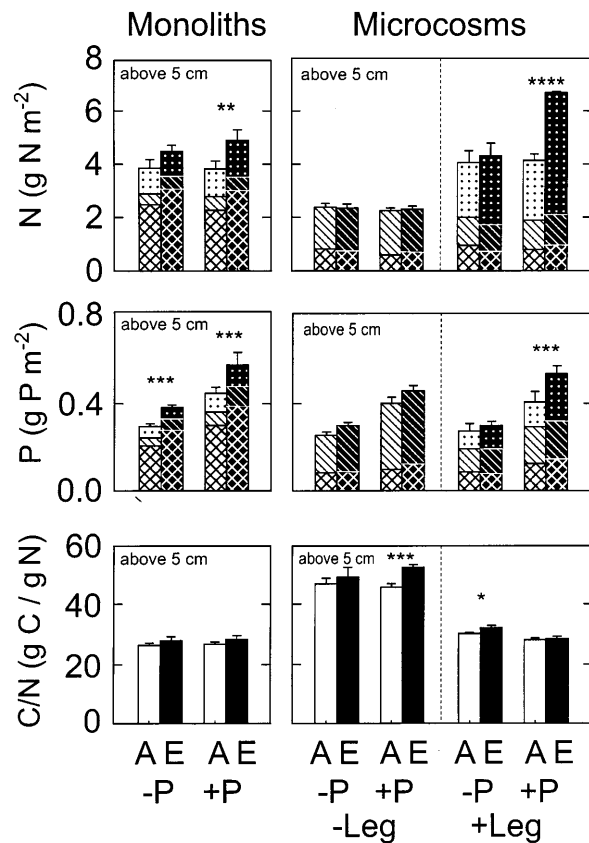 Monoliths Microcosms
N (g N m-2)
8
6
4
2
0
above 5 cm
**
above 5 cm
****
P (g P m-2)
0.8
0.4
0.0
above 5 cm
***
***
above 5 cm
***
C/N (g C / gN)
60
40
20
0
above 5 cm
above 5 cm
***
*
A E A E A E A E A E A E
-P +P -P +P -P +P
-Leg +Leg